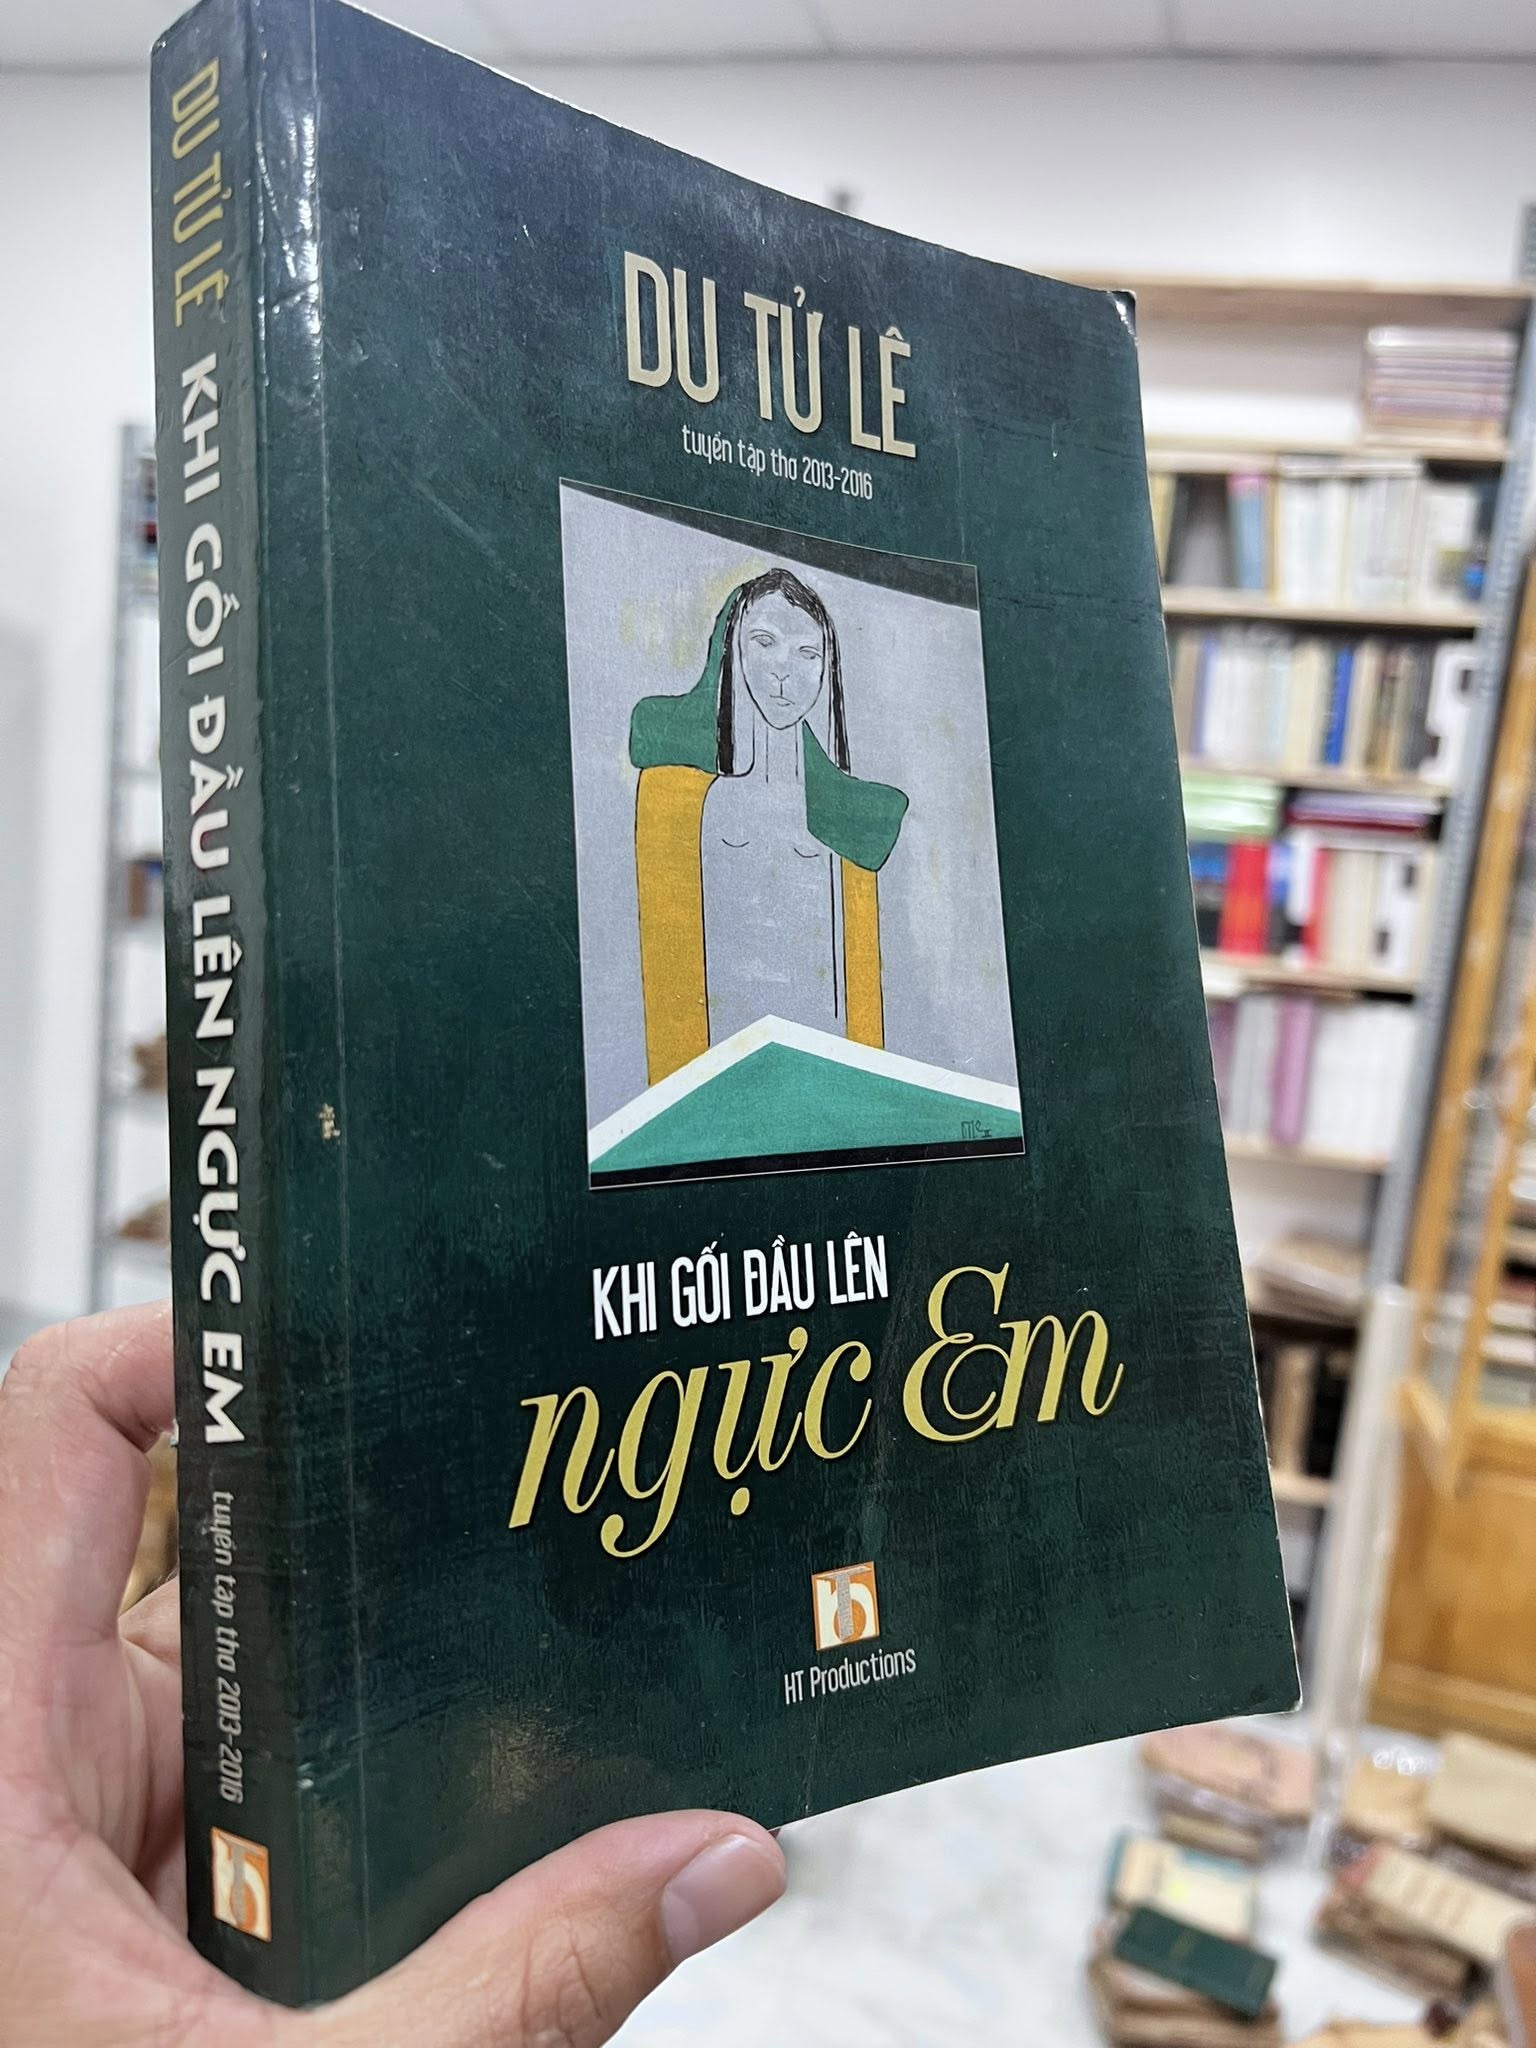 DU TỬ LÊ KHI GỐI ĐẦU LÊN NGỰC EM tuyển tập thơ 2013-2016
DU TỬ LÊ
tuyển tập thơ 2013-2016
KHI GỐI ĐẦU LÊN
ngực Em
HT Productions